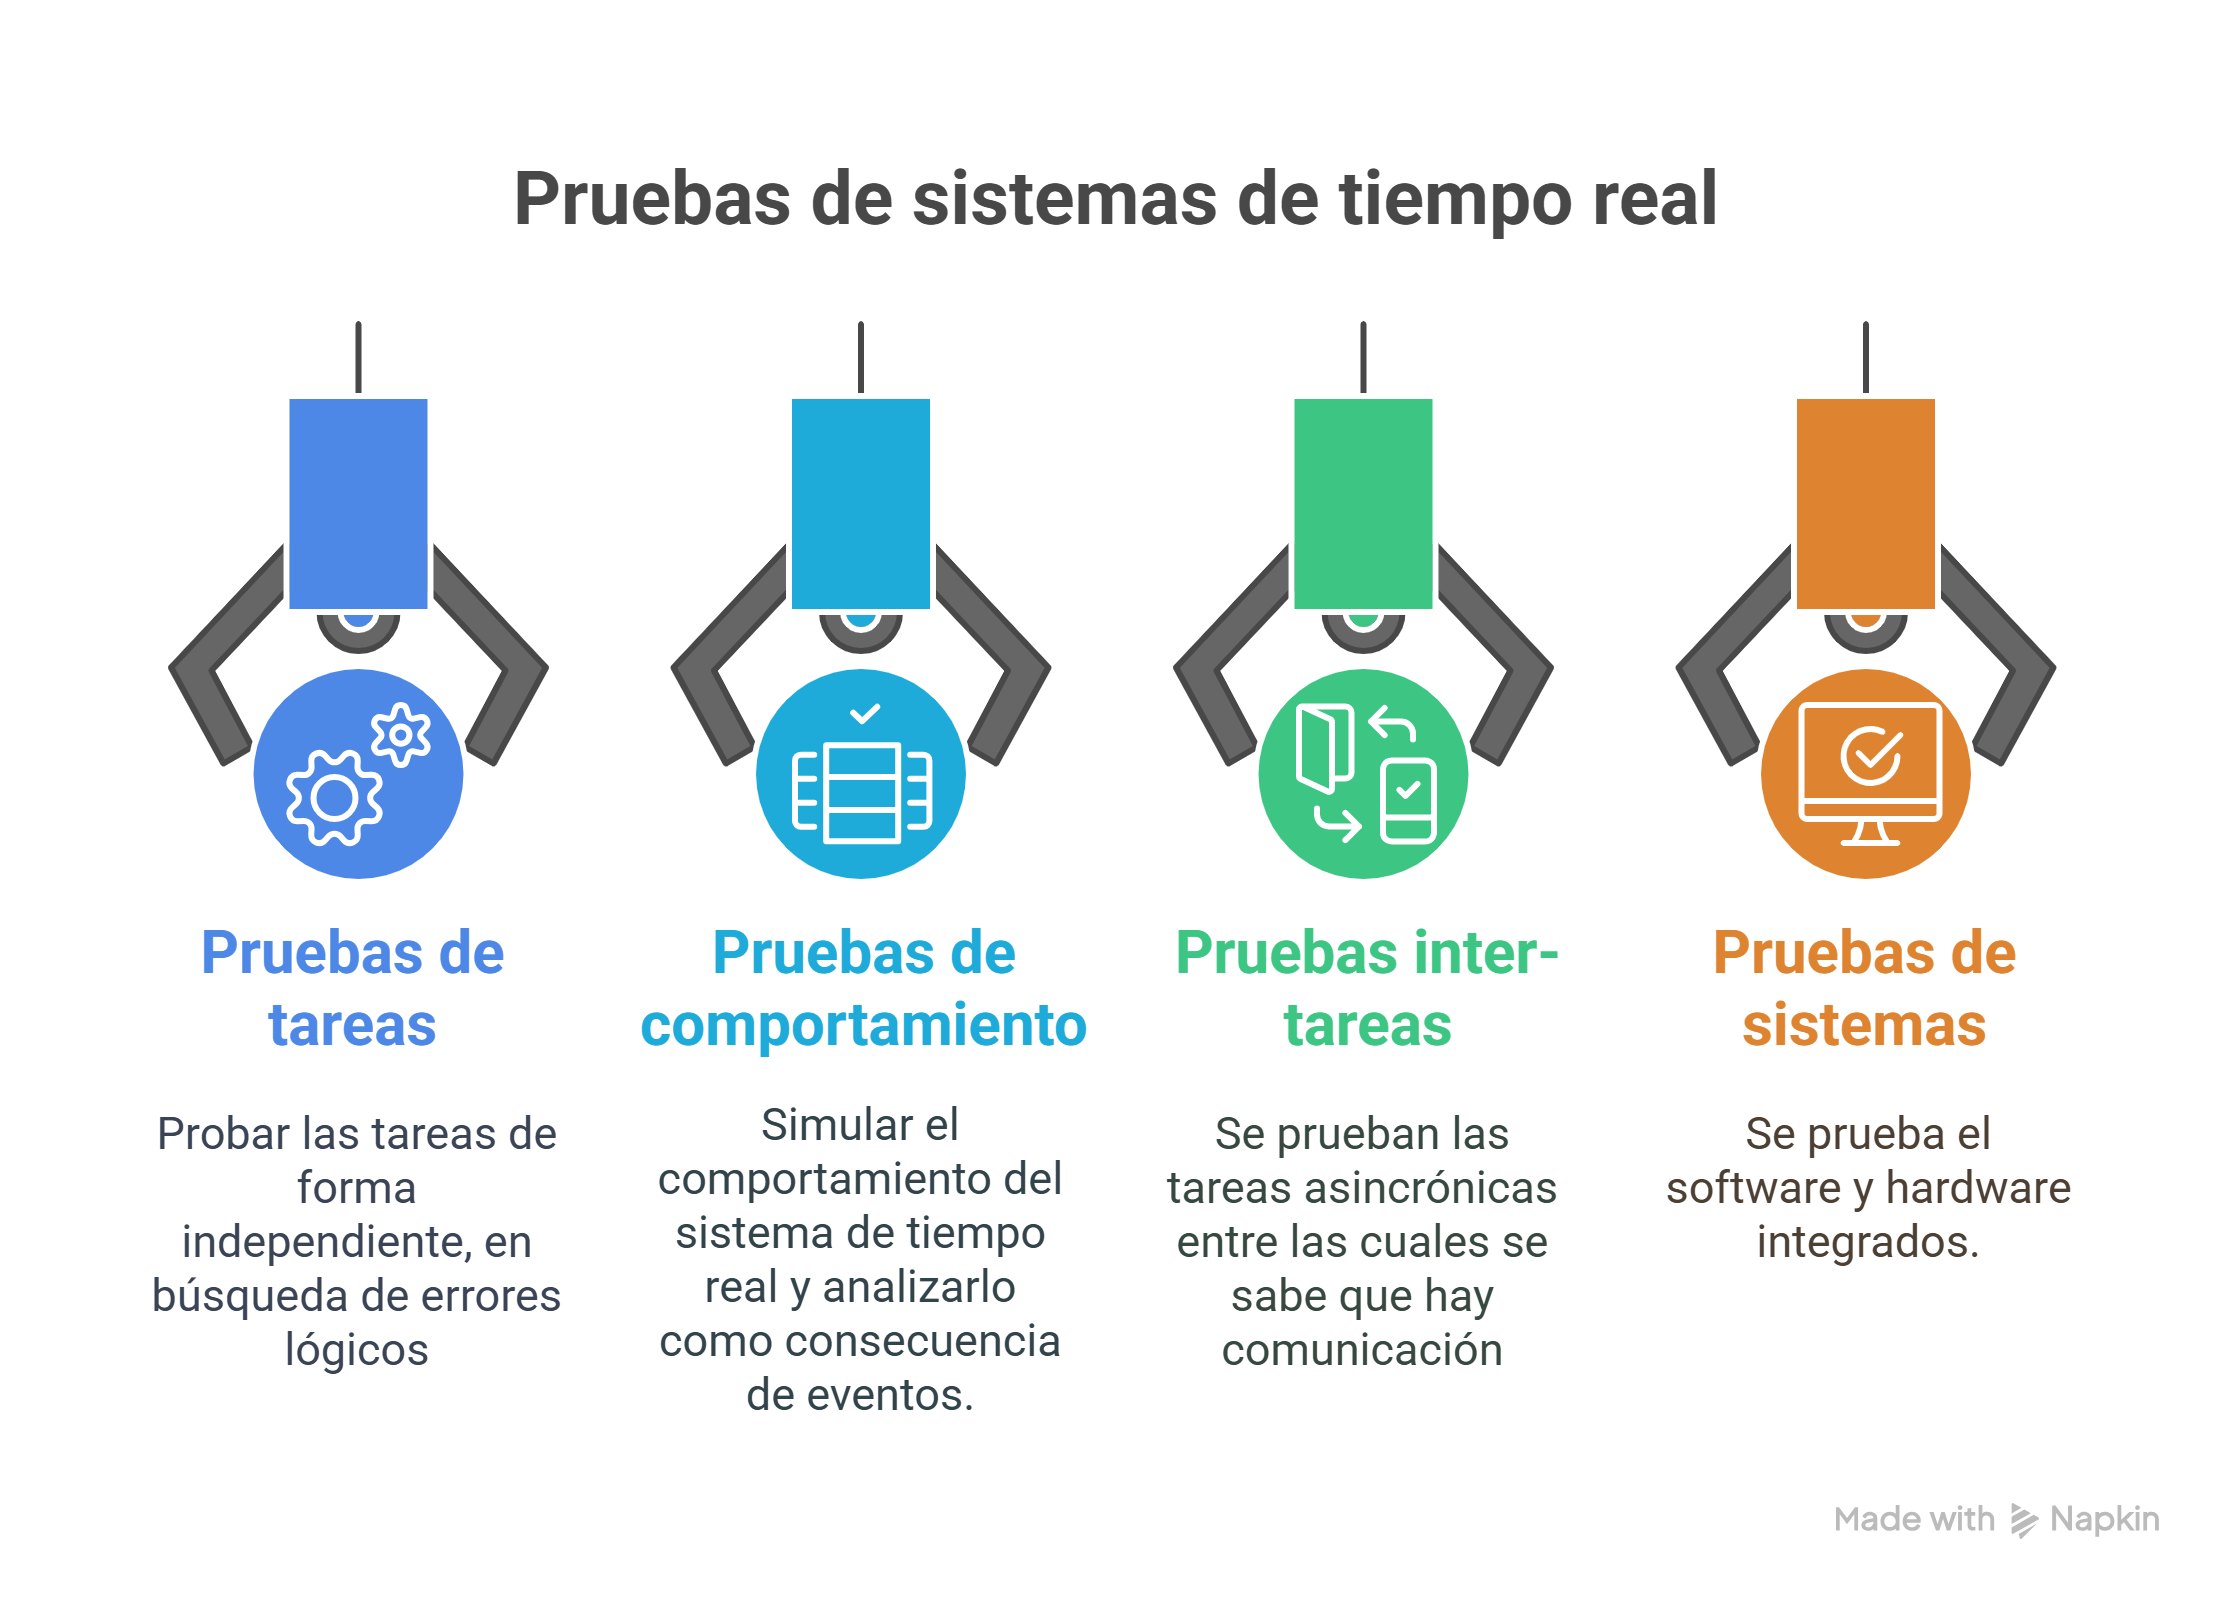 Pruebas de sistemas de tiempo real
Pruebas de
tareas
Probar las tareas de
forma
independiente, en
búsqueda de errores
lógicos
Pruebas de
comportamiento
Simular el
comportamiento del
sistema de tiempo
real y analizarlo
como consecuencia
de eventos.
Pruebas inter-
tareas
Se prueban las
tareas asincrónicas
entre las cuales se
sabe que hay
comunicación
Pruebas de
sistemas
Se prueba el
software y hardware
integrados.
Made with Napkin